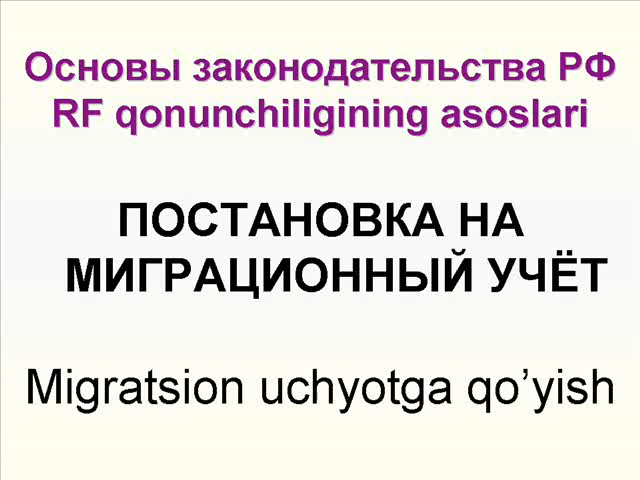 Основы законодательства РФ
RF qonunchiligining asoslari
ПОСТАНОВКА НА
МИГРАЦИОННЫЙ УЧЁТ
Migratsion uchyotga qo’yish